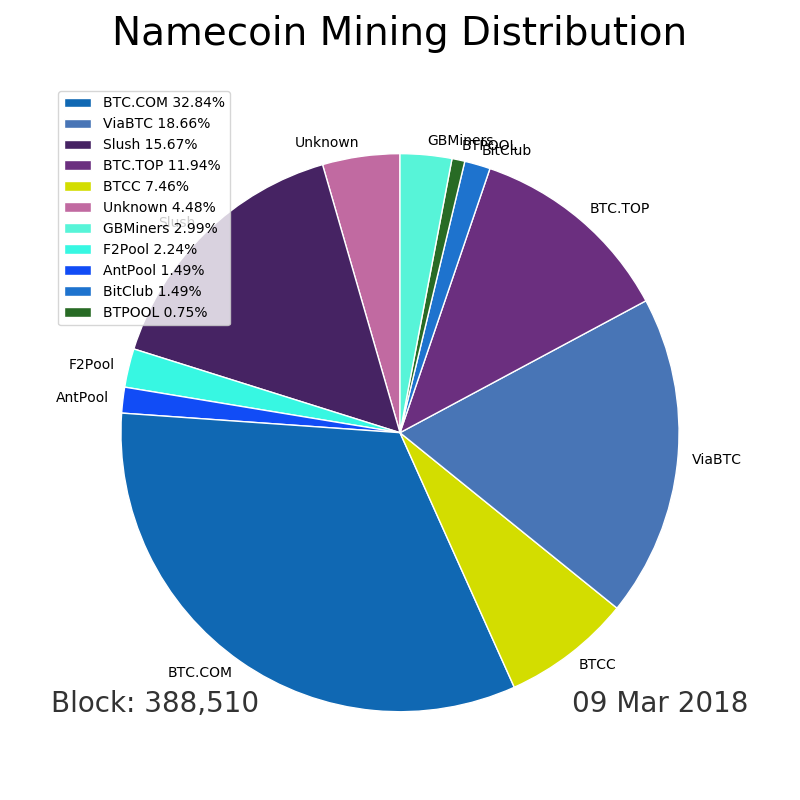 Namecoin Mining Distribution
BTC.COM 32.84%
ViaBTC 18.66%
Slush 15.67%
BTC.TOP 11.94%
BTCC 7.46%
Unknown 4.48%
GBMiners 2.99%
F2Pool 2.24%
AntPool 1.49%
BitClub 1.49%
BTPOOL 0.75%
Unknown
GBMiners
BTPOOL
BitClub
BTC.TOP
Slush
F2Pool
AntPool
ViaBTC
BTCC
BTC.COM
Block: 388,510
09 Mar 2018